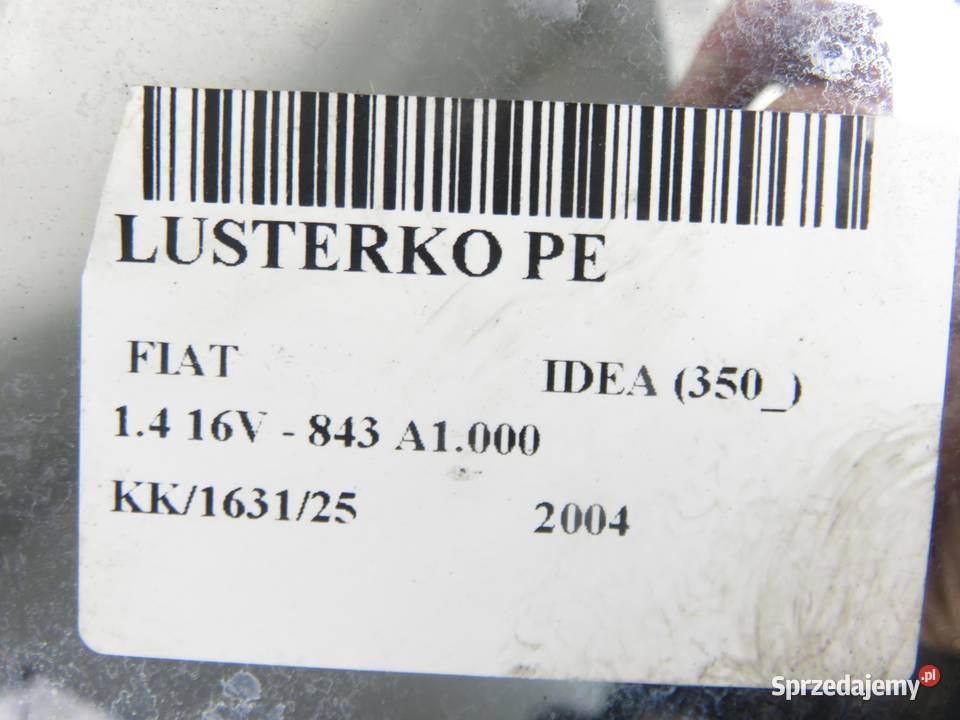 LUSTERKO PE
FIAT IDEA (350_)
1.4 16V - 843 A1.000
KK/1631/25 2004
Sprzedajemy.pl